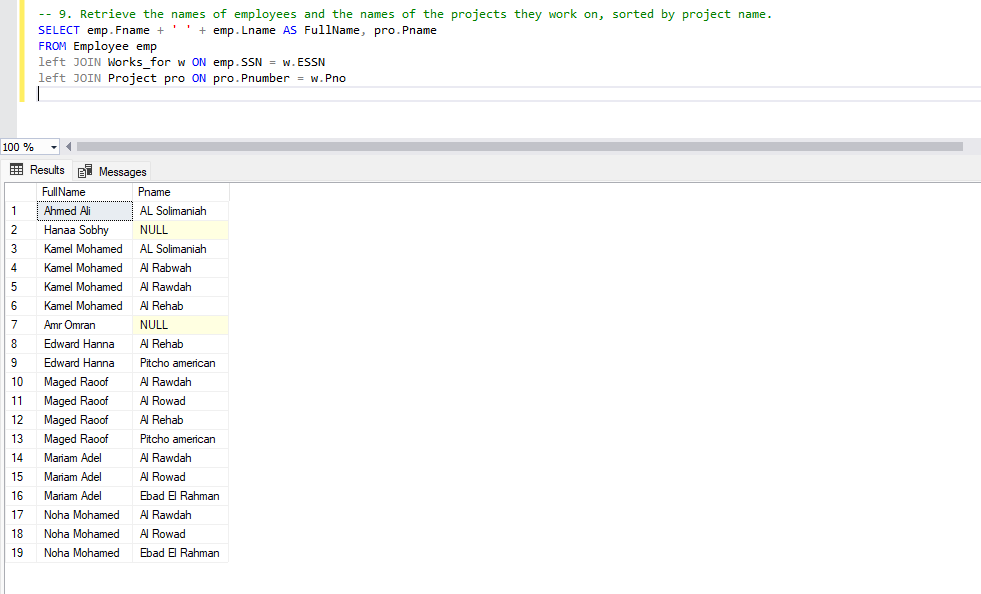 -- 9. Retrieve the names of employees and the names of the projects they work on, sorted by project name.
SELECT emp.Fname + ' ' + emp.Lname AS FullName, pro.Pname
FROM Employee emp
left JOIN Works_for w ON emp.SSN = w.ESSN
left JOIN Project pro ON pro.Pnumber = w.Pno
100 %
Results Messages
FullName Pname
1 Ahmed Ali AL Solimaniah
2 Hanaa Sobhy NULL
3 Kamel Mohamed AL Solimaniah
4 Kamel Mohamed Al Rabwah
5 Kamel Mohamed Al Rawdah
6 Kamel Mohamed Al Rehab
7 Amr Omran NULL
8 Edward Hanna Al Rehab
9 Edward Hanna Pitcho american
10 Maged Raoof Al Rawdah
11 Maged Raoof Al Rowad
12 Maged Raoof Al Rehab
13 Maged Raoof Pitcho american
14 Mariam Adel Al Rawdah
15 Mariam Adel Al Rowad
16 Mariam Adel Ebad El Rahman
17 Noha Mohamed Al Rawdah
18 Noha Mohamed Al Rowad
19 Noha Mohamed Ebad El Rahman